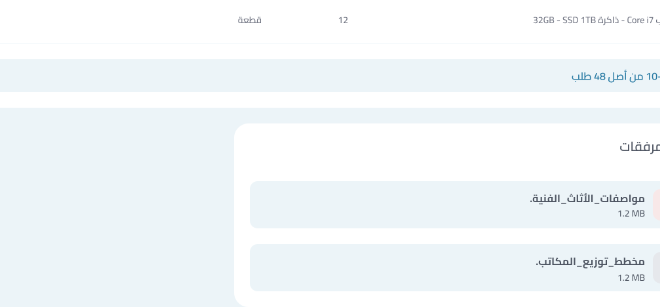 Core i7 - ذاكرة 32GB - SSD 1TB 12 قطعة
10 من أصل 48 طلب
مرفقات
مواصفات_الأثاث_الفنية.
1.2 MB
مخطط_توزيع_المكاتب.
1.2 MB